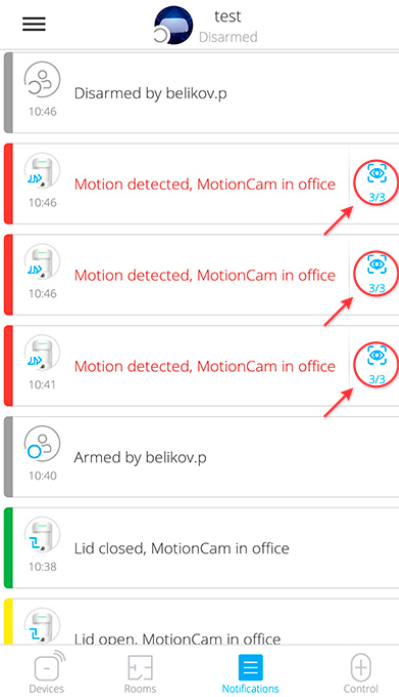 test
Disarmed
Disarmed by belikov.p
10:46
Motion detected, MotionCam in office
10:46
3/3
Motion detected, MotionCam in office
10:46
3/3
Motion detected, MotionCam in office
10:41
3/3
Armed by belikov.p
10:40
Lid closed, MotionCam in office
10:38
Lid open, MotionCam in office
Devices
Rooms
Notifications
Control